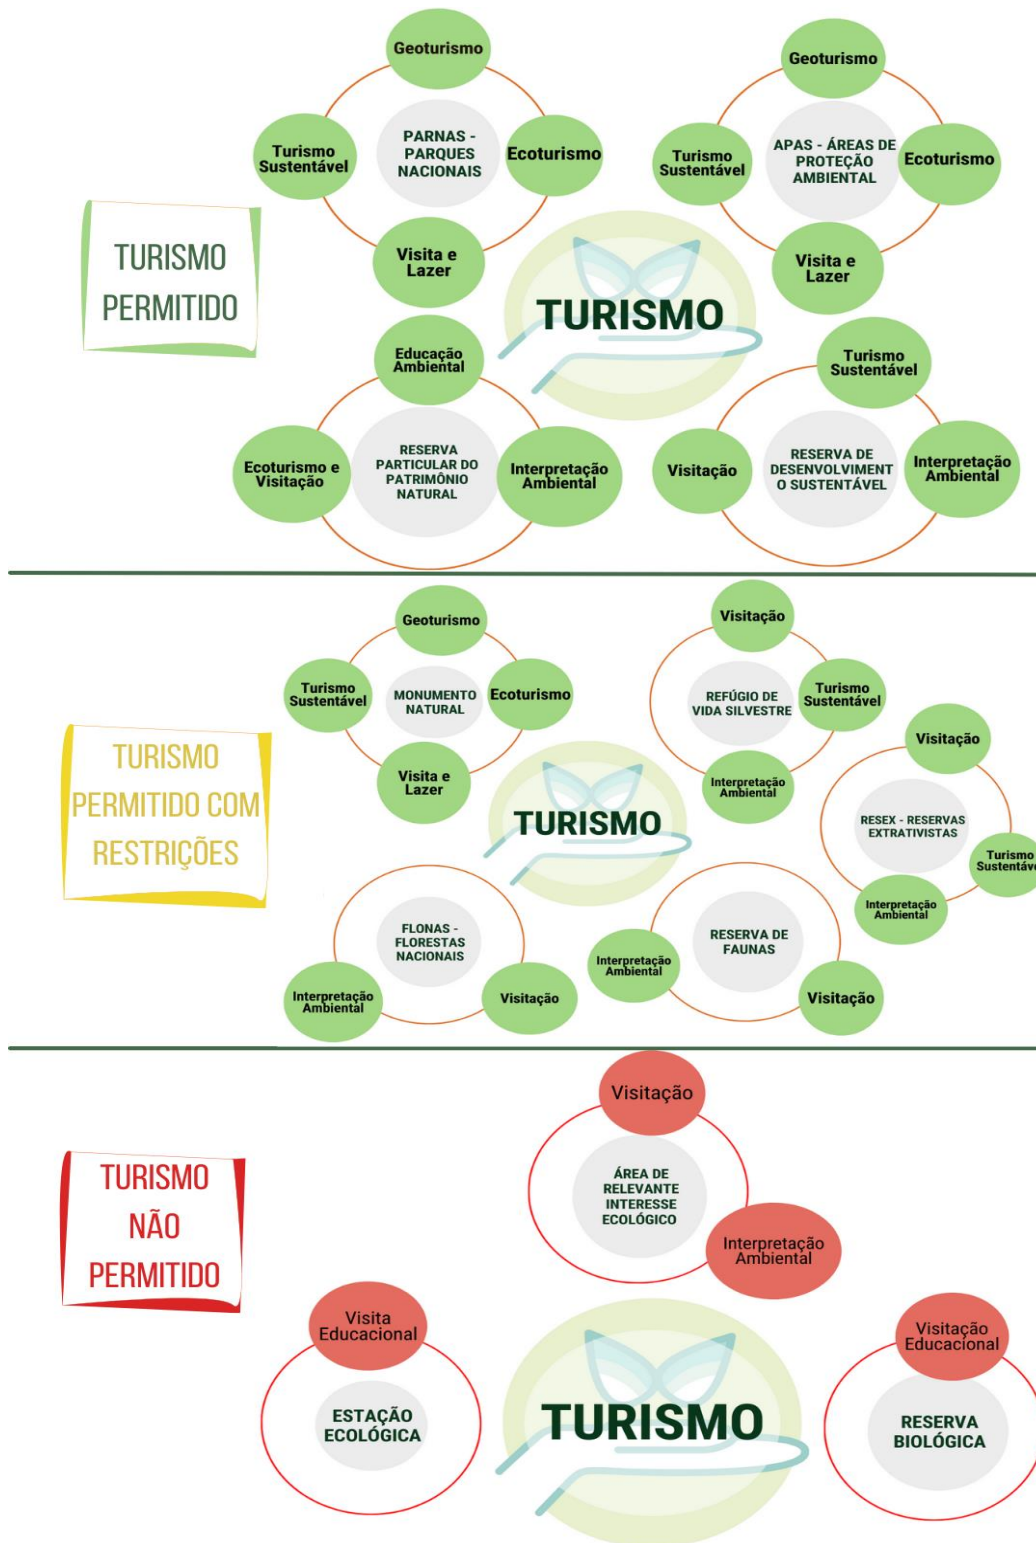 Geoturismo
PARNAS -
PARQUES
NACIONAIS
Turismo
Sustentável
Ecoturismo
Visita e
Lazer
Geoturismo
APAS - ÁREAS DE
PROTEÇÃO
AMBIENTAL
Turismo
Sustentável
Ecoturismo
Visita e
Lazer
TURISMO
PERMITIDO
TURISMO
Educação
Ambiental
RESERVA
PARTICULAR DO
PATRIMÔNIO
NATURAL
Ecoturismo e
Visitação
Interpretação
Ambiental
Turismo
Sustentável
RESERVA DE
DESENVOLVIMENT
O SUSTENTÁVEL
Visitação
Interpretação
Ambiental
Geoturismo
Turismo
Sustentável
MONUMENTO
NATURAL
Ecoturismo
Visita e
Lazer
Visitação
REFÚGIO DE
VIDA SILVESTRE
Turismo
Sustentável
Interpretação
Ambiental
TURISMO
PERMITIDO COM
RESTRIÇÕES
TURISMO
Visitação
RESEX - RESERVAS
EXTRATIVISTAS
Turismo
Sustentável
Interpretação
Ambiental
FLONAS -
FLORESTAS
NACIONAIS
Interpretação
Ambiental
Visitação
RESERVA DE
FAUNAS
Interpretação
Ambiental
Visitação
TURISMO
NÃO
PERMITIDO
Visitação
ÁREA DE
RELEVANTE
INTERESSE
ECOLÓGICO
Interpretação
Ambiental
Visita
Educacional
ESTAÇÃO
ECOLÓGICA
TURISMO
Visitação
Educacional
RESERVA
BIOLÓGICA